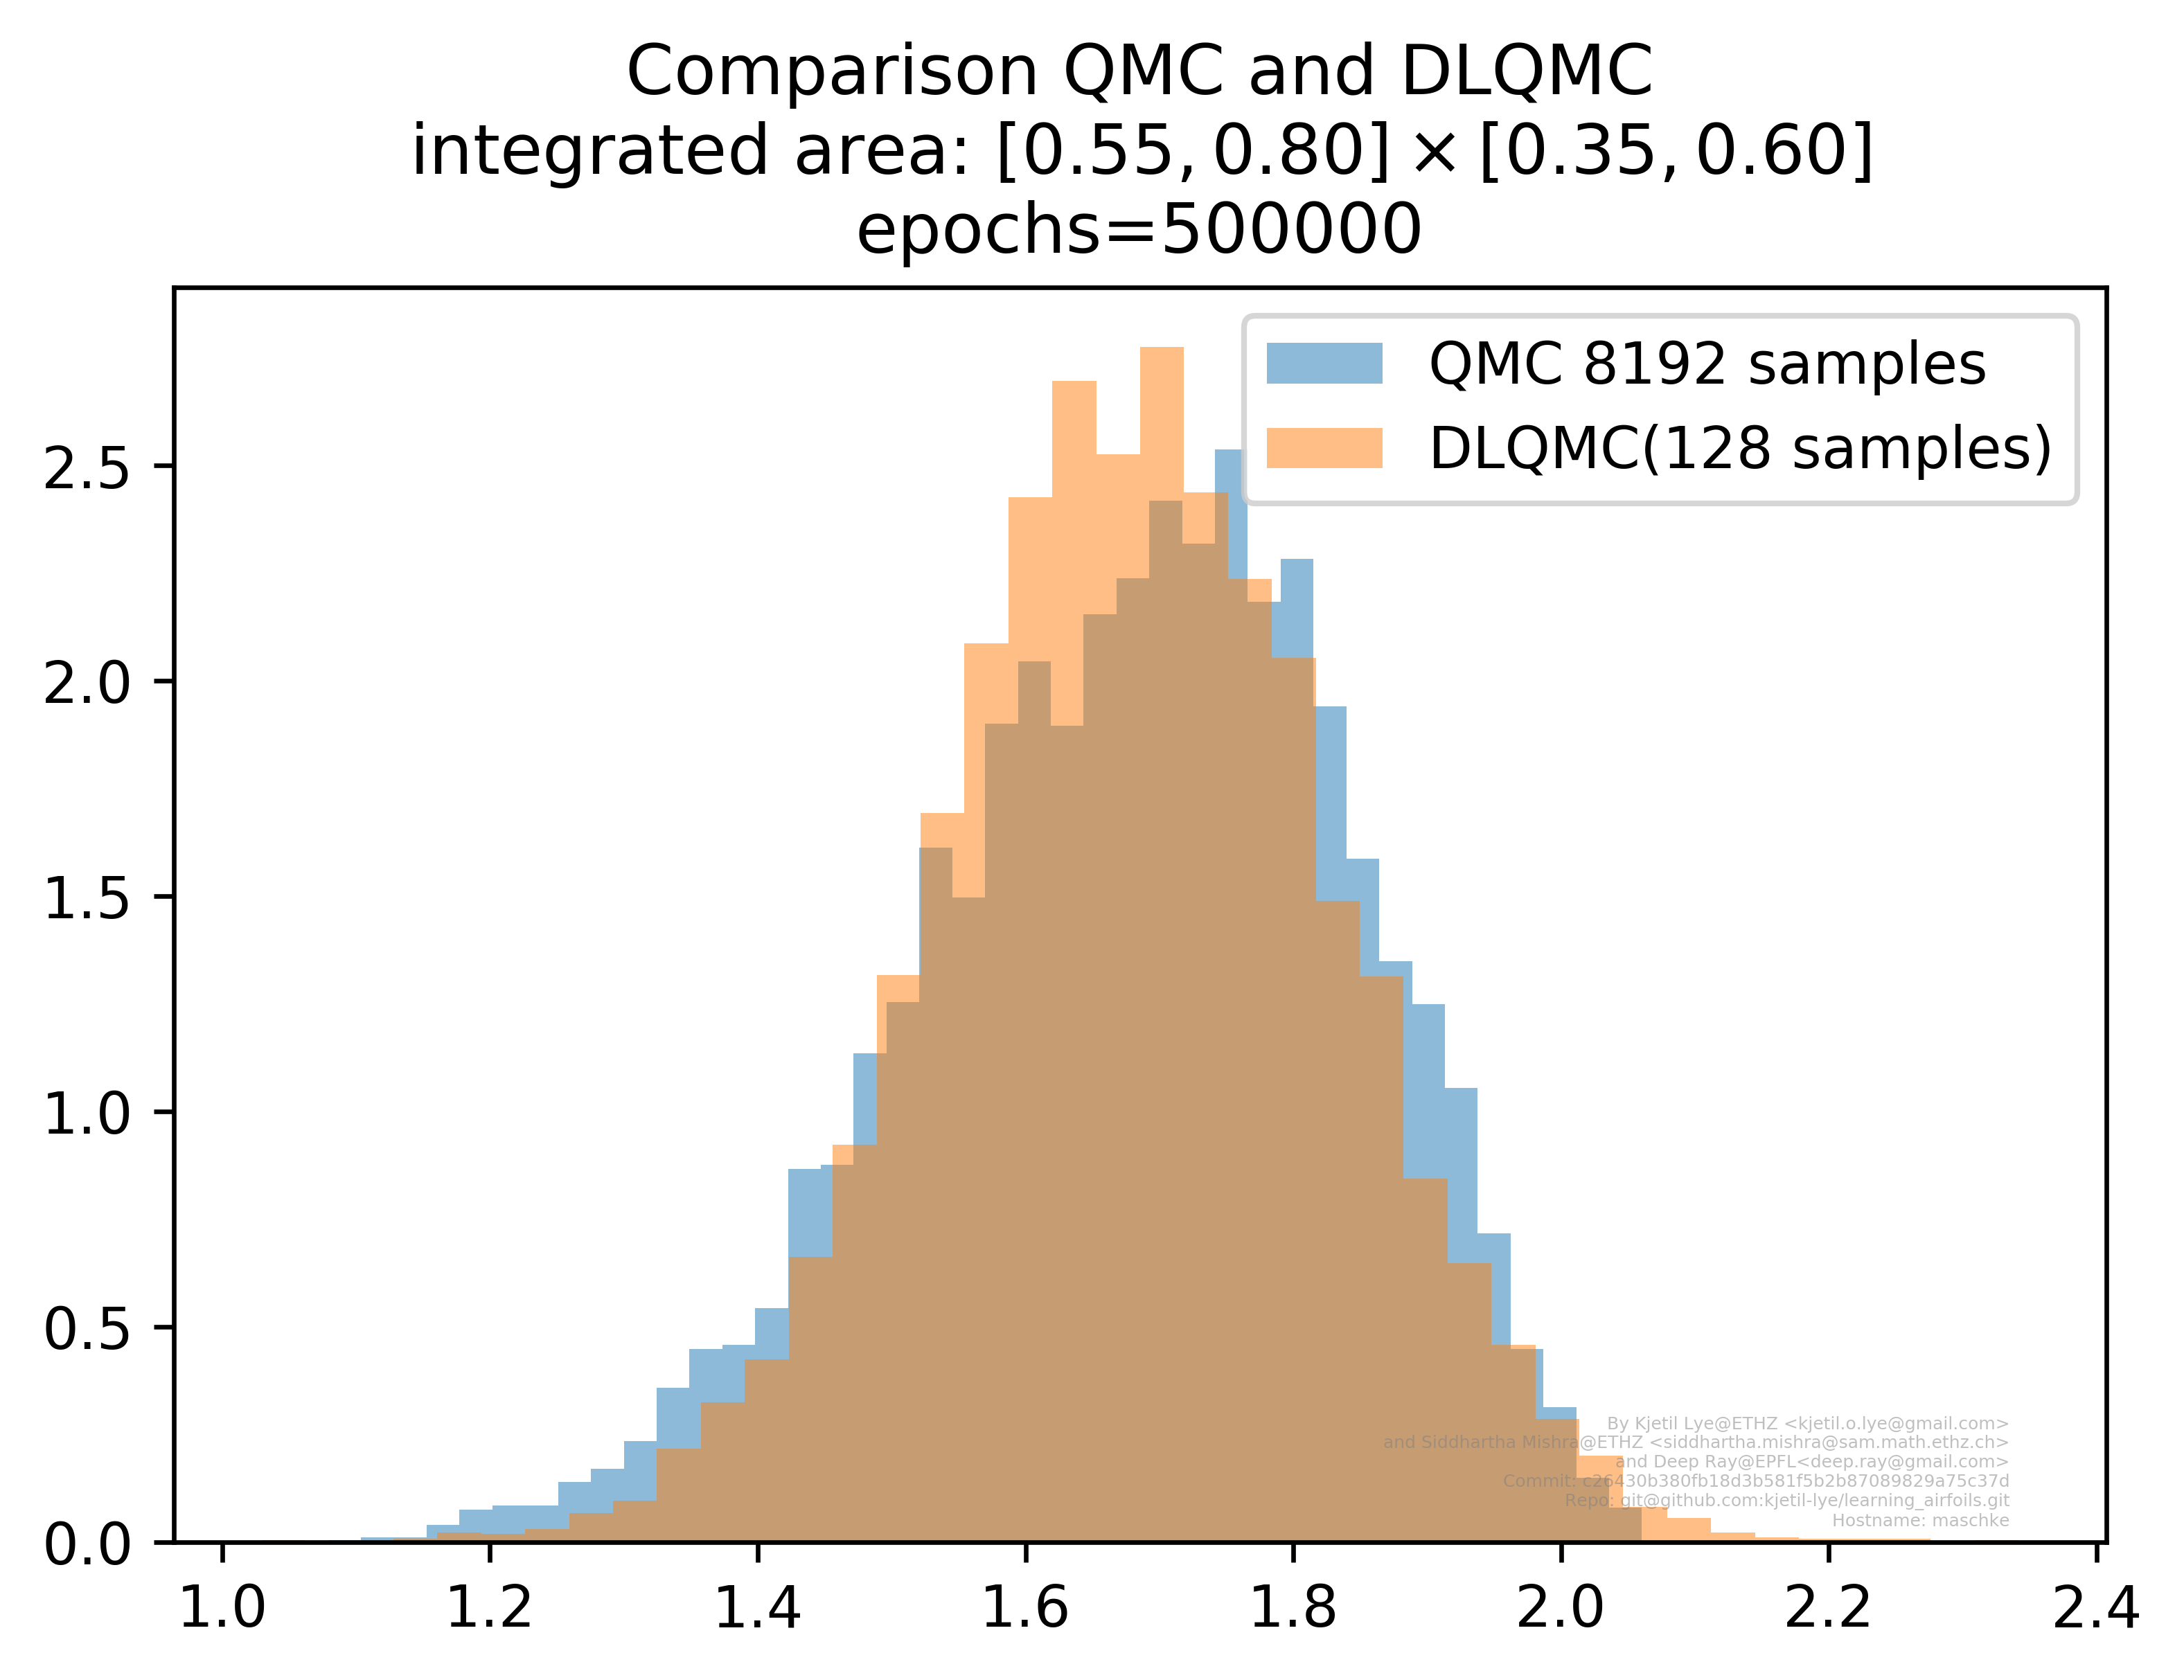 Comparison QMC and DLQMC
integrated area: [0.55, 0.80] × [0.35, 0.60]
epochs=500000
QMC 8192 samples
DLQMC(128 samples)
2.5
2.0
1.5
1.0
0.5
0.0
By Kjetil Lye@ETHZ <kjetil.o.lye@gmail.com>
and Siddhartha Mishra@ETHZ <siddhartha.mishra@sam.math.ethz.ch>
and Deep Ray@EPFL<deep.ray@gmail.com>
Commit: c26430b380fb18d3b581f5b2b87089829a75c37d
Repo: git@github.com:kjetil-lye/learning_airfoils.git
Hostname: maschke
1.0 1.2 1.4 1.6 1.8 2.0 2.2 2.4